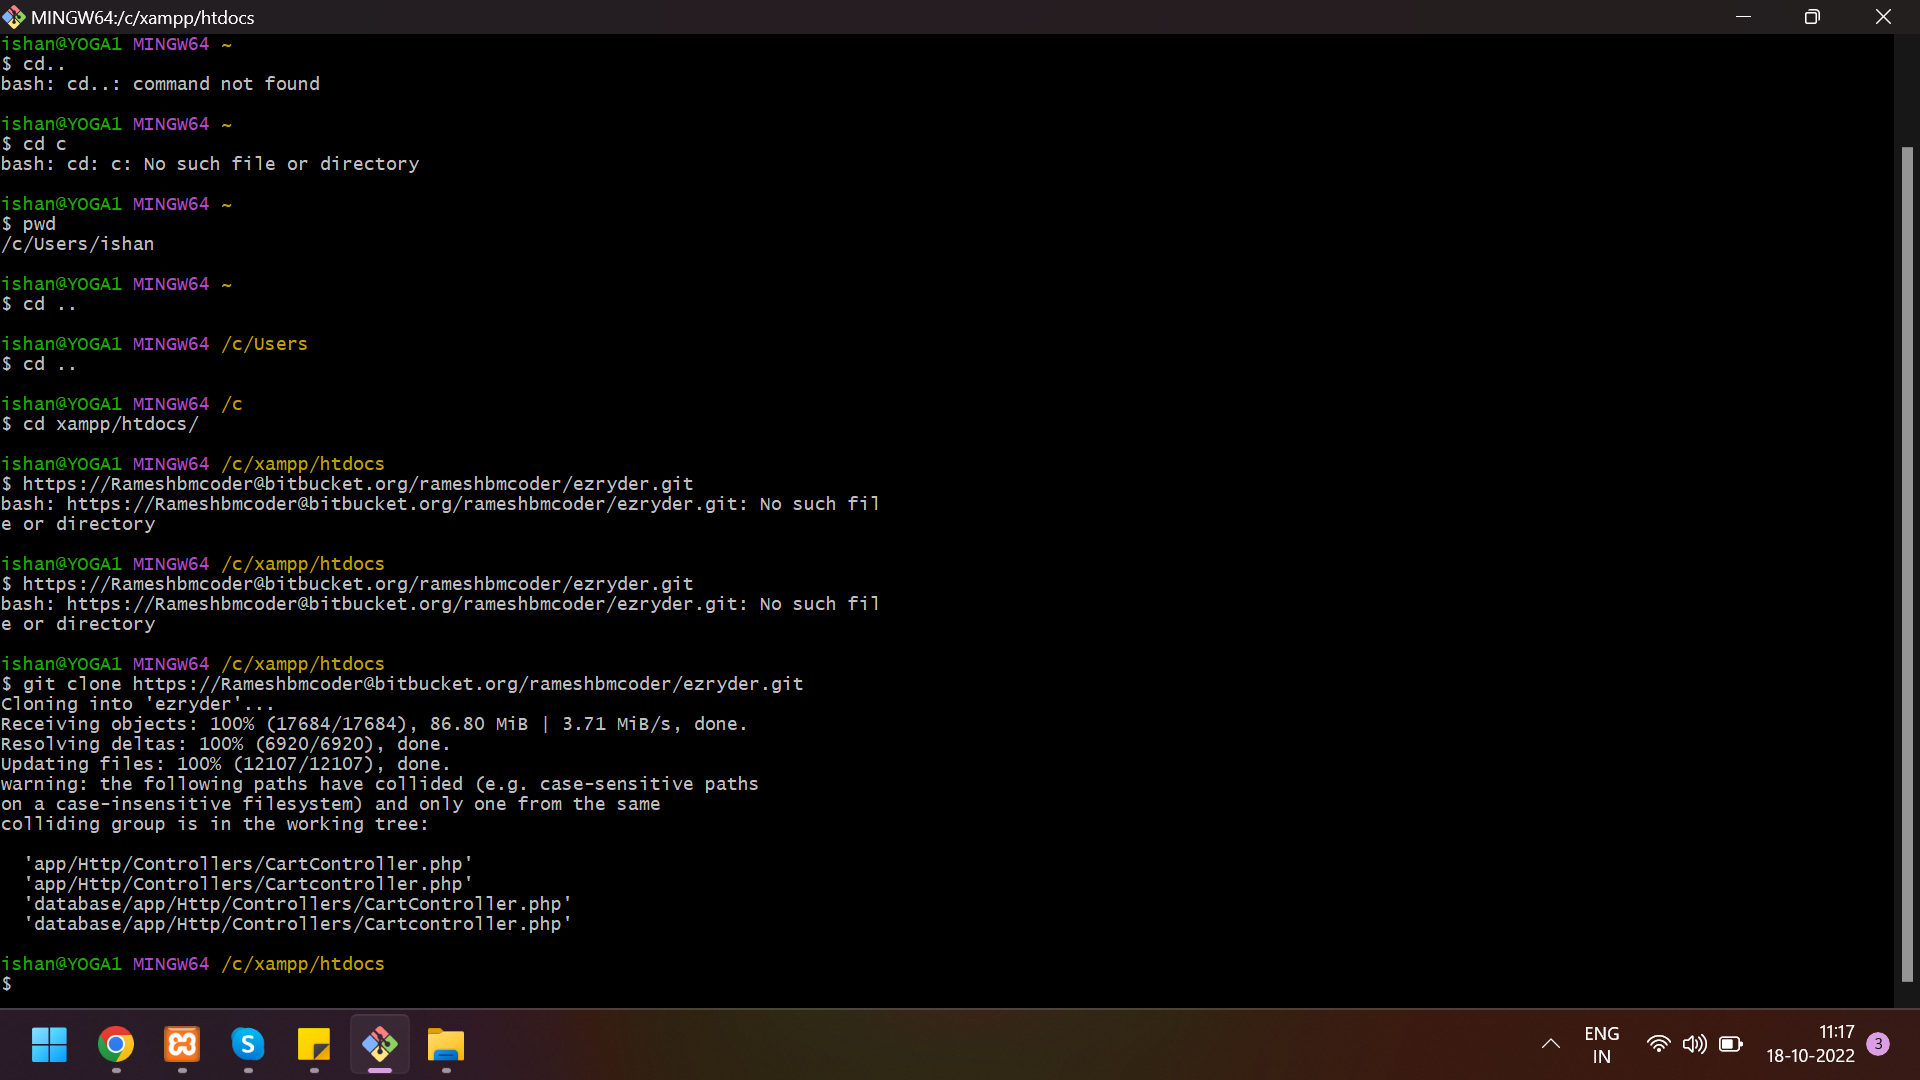 MINGW64:/c/xampp/htdocs
ishan@YOGA1 MINGW64 ~
$ cd..
bash: cd..: command not found
ishan@YOGA1 MINGW64 ~
$ cd c
bash: cd: c: No such file or directory
ishan@YOGA1 MINGW64 ~
$ pwd
/c/Users/ishan
ishan@YOGA1 MINGW64 ~
$ cd ..
ishan@YOGA1 MINGW64 /c/Users
$ cd ..
ishan@YOGA1 MINGW64 /c
$ cd xampp/htdocs/
ishan@YOGA1 MINGW64 /c/xampp/htdocs
$ https://Rameshbmcoder@bitbucket.org/rameshbmcoder/ezryder.git
bash: https://Rameshbmcoder@bitbucket.org/rameshbmcoder/ezryder.git: No such fil
e or directory
ishan@YOGA1 MINGW64 /c/xampp/htdocs
$ https://Rameshbmcoder@bitbucket.org/rameshbmcoder/ezryder.git
bash: https://Rameshbmcoder@bitbucket.org/rameshbmcoder/ezryder.git: No such fil
e or directory
ishan@YOGA1 MINGW64 /c/xampp/htdocs
$ git clone https://Rameshbmcoder@bitbucket.org/rameshbmcoder/ezryder.git
Cloning into 'ezryder'...
Receiving objects: 100% (17684/17684), 86.80 MiB | 3.71 MiB/s, done.
Resolving deltas: 100% (6920/6920), done.
Updating files: 100% (12107/12107), done.
warning: the following paths have collided (e.g. case-sensitive paths
on a case-insensitive filesystem) and only one from the same
colliding group is in the working tree:
'app/Http/Controllers/CartController.php'
'app/Http/Controllers/Cartcontroller.php'
'database/app/Http/Controllers/CartController.php'
'database/app/Http/Controllers/Cartcontroller.php'
ishan@YOGA1 MINGW64 /c/xampp/htdocs
$
ENG
IN
11:17
18-10-2022
3